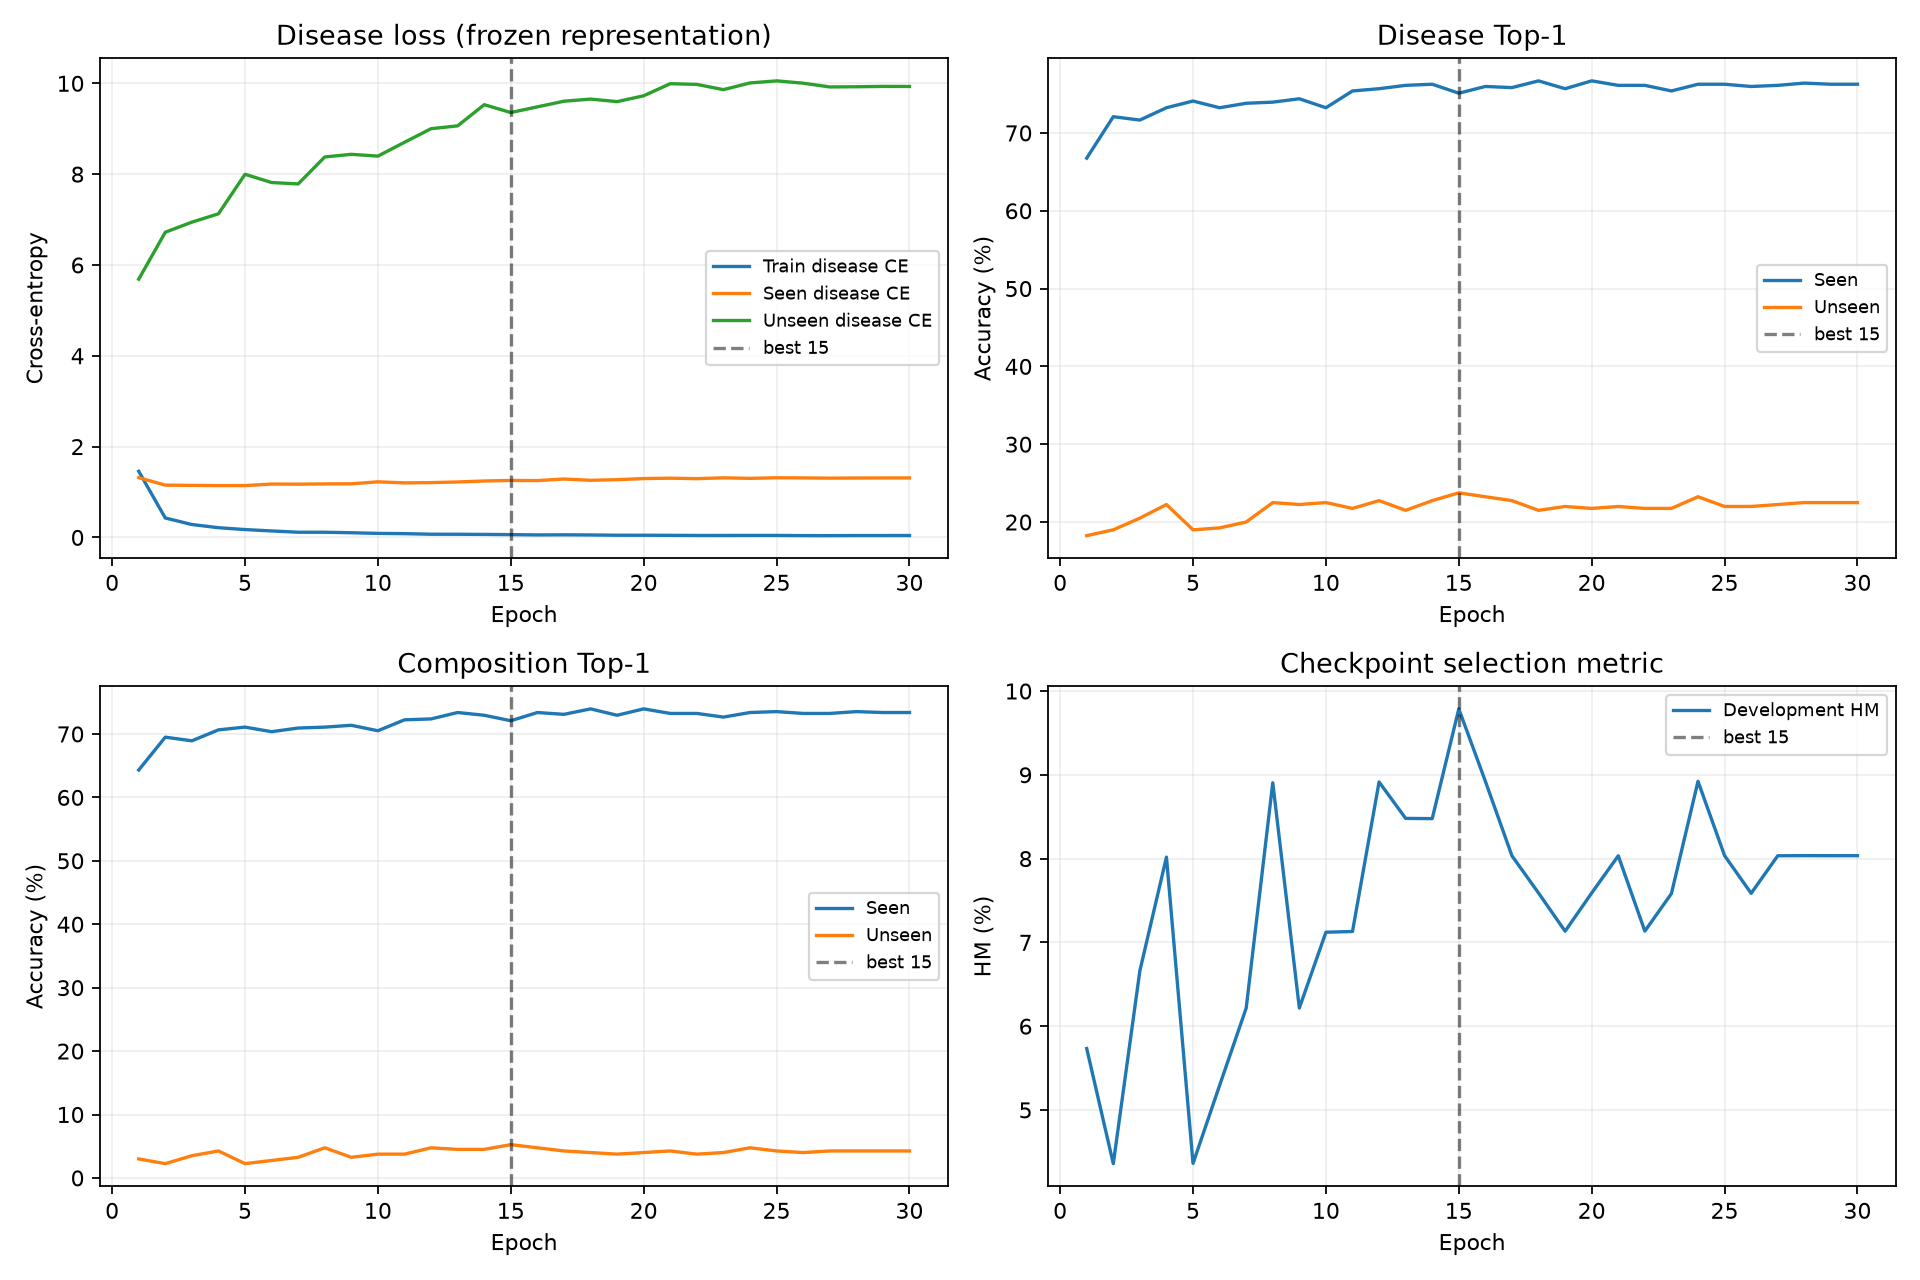 Disease loss (frozen representation)
Cross-entropy
10
8
6
4
2
0
Train disease CE
Seen disease CE
Unseen disease CE
best 15
0 5 10 15 20 25 30
Epoch
Disease Top-1
Accuracy (%)
70
60
50
40
30
20
Seen
Unseen
best 15
0 5 10 15 20 25 30
Epoch
Composition Top-1
Accuracy (%)
70
60
50
40
30
20
10
0
Seen
Unseen
best 15
0 5 10 15 20 25 30
Epoch
Checkpoint selection metric
HM (%)
10
9
8
7
6
5
Development HM
best 15
0 5 10 15 20 25 30
Epoch